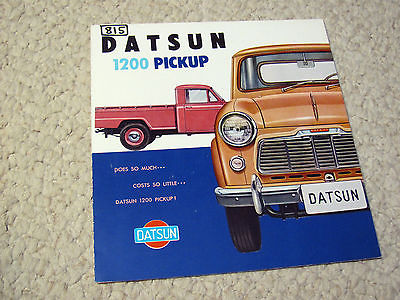 815
DATSUN
1200 PICKUP
DOES SO MUCH---
COSTS SO LITTLE---
DATSUN 1200 PICKUP!
DATSUN
DATSUN